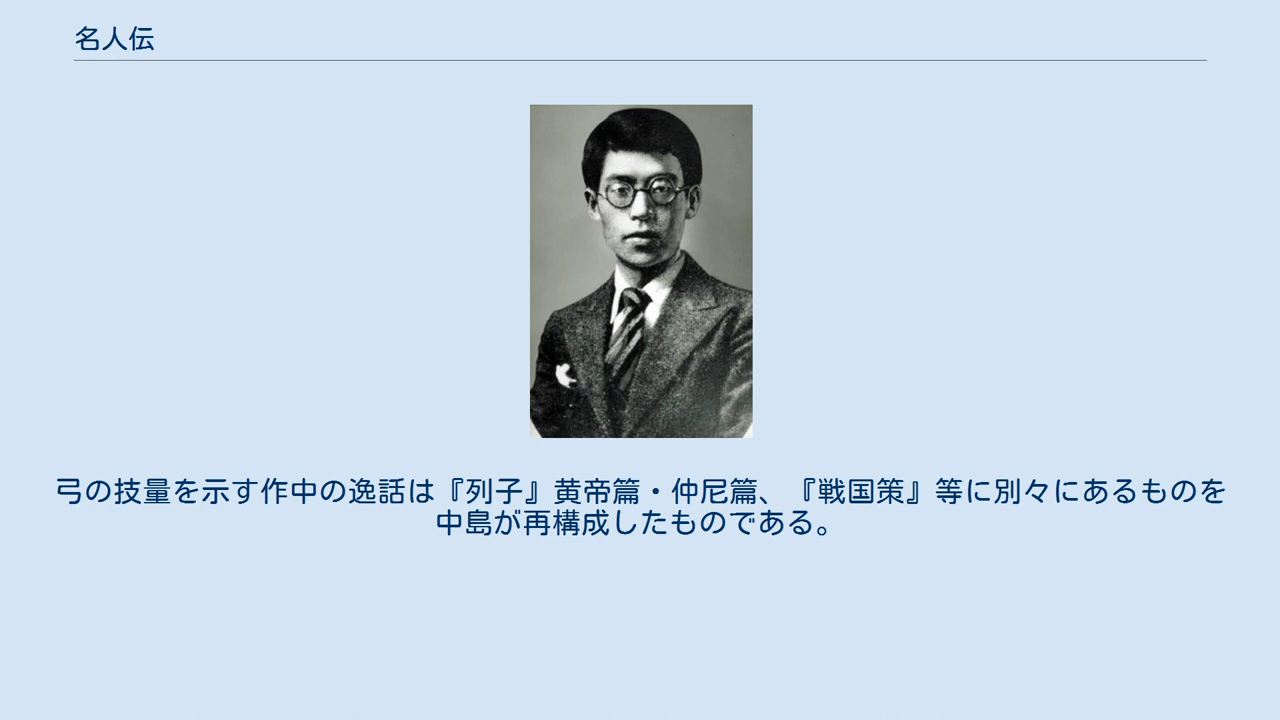 名人伝
弓の技量を示す作中の逸話は『列子』黄帝篇・仲尼篇、『戦国策』等に別々にあるものを
中島が再構成したものである。